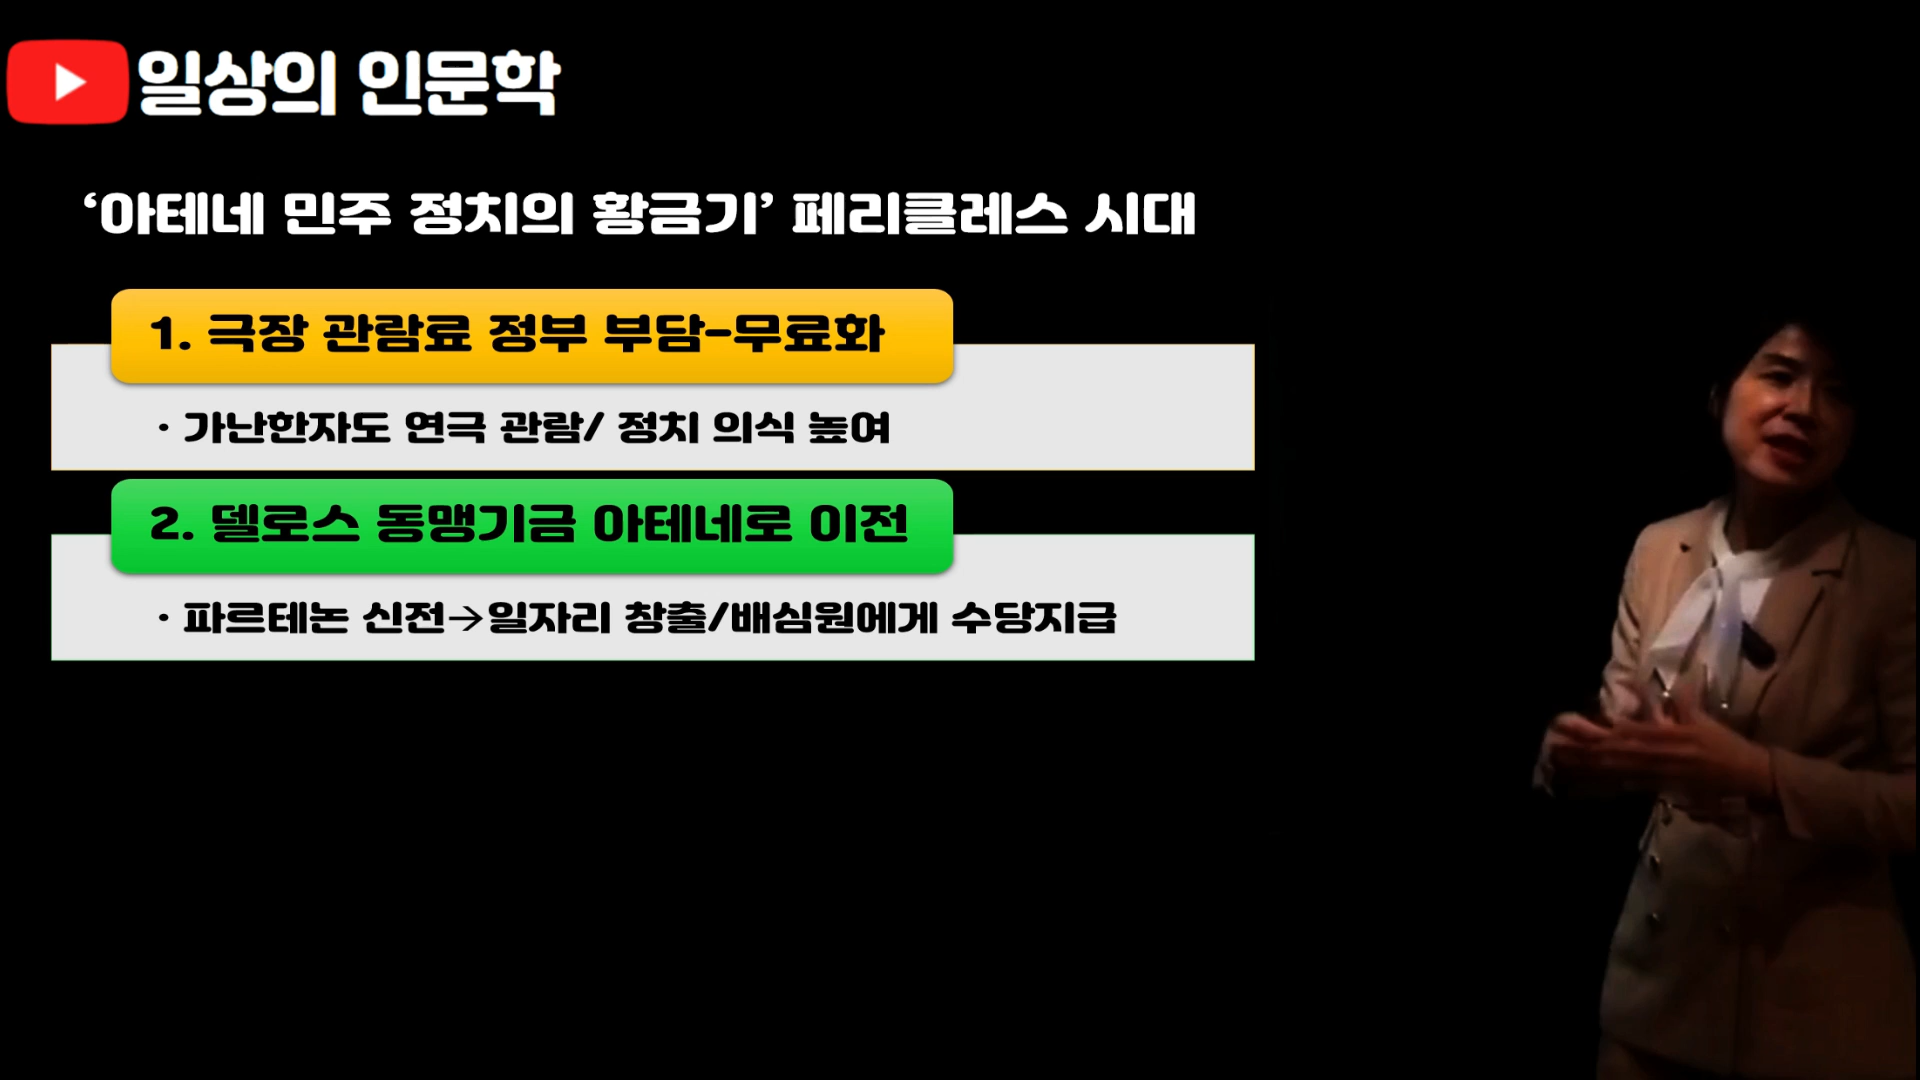 일상의 인문학
‘아테네 민주 정치의 황금기’ 페리클레스 시대
1. 극장 관람료 정부 부담-무료화
· 가난한자도 연극 관람/ 정치 의식 높여
2. 델로스 동맹기금 아테네로 이전
· 파르테논 신전→일자리 창출/배심원에게 수당지급